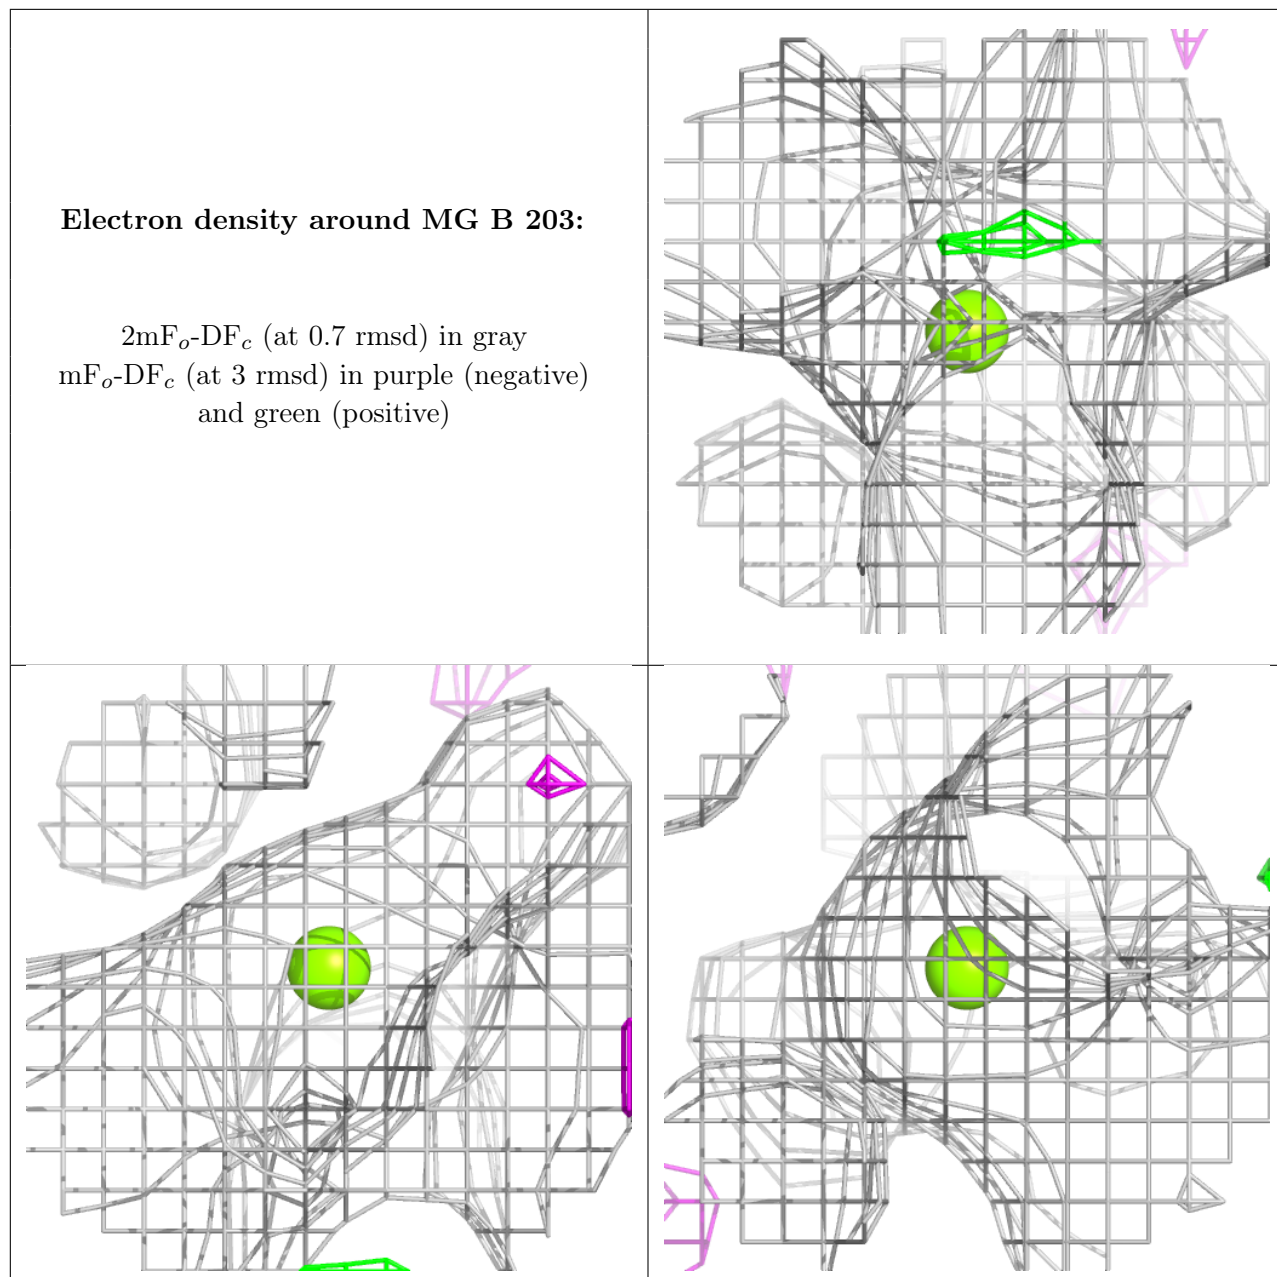 Electron density around MG B 203:
2mFo-DFc (at 0.7 rmsd) in gray
mFo-DFc (at 3 rmsd) in purple (negative)
and green (positive)